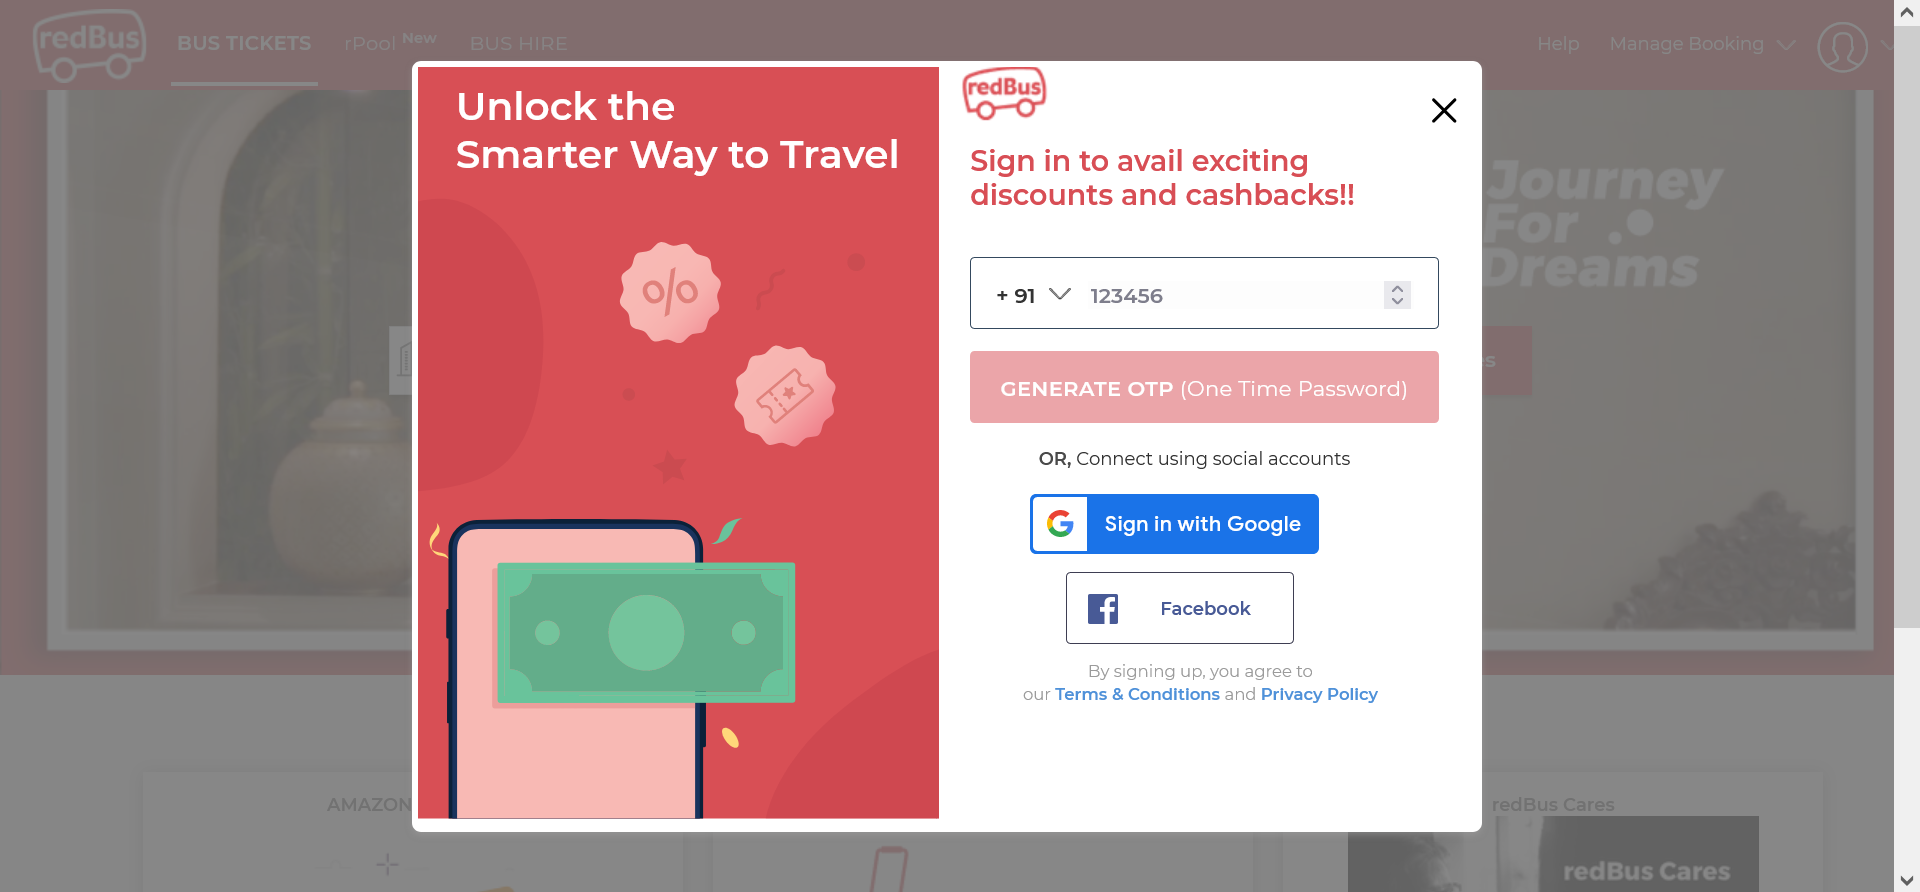 redBus
BUS TICKETS
rPool New
BUS HIRE
Help
Manage Booking
Unlock the
Smarter Way to Travel
%
redBus
Sign in to avail exciting
discounts and cashbacks!!
+ 91
123456
GENERATE OTP (One Time Password)
OR, Connect using social accounts
G
Sign in with Google
f
Facebook
By signing up, you agree to
our Terms & Conditions and Privacy Policy
Journey
For
Dreams
AMAZON
redBus Cares
redBus Cares